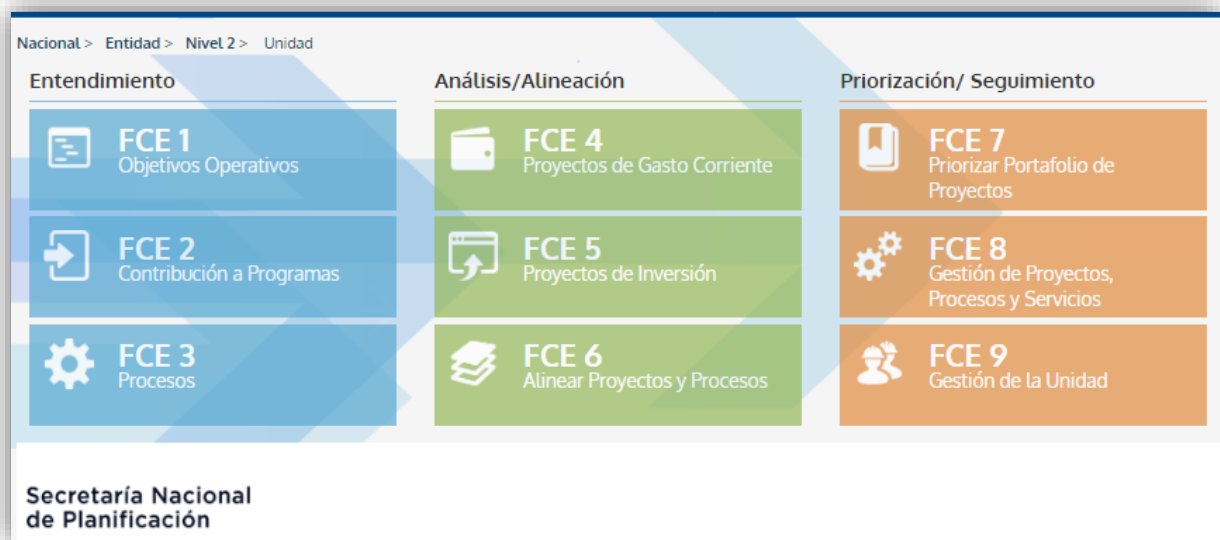 Nacional > Entidad > Nivel 2 > Unidad
Entendimiento
FCE 1
Objetivos Operativos
FCE 2
Contribución a Programas
FCE 3
Procesos
Análisis/Alineación
FCE 4
Proyectos de Gasto Corriente
FCE 5
Proyectos de Inversión
FCE 6
Alinear Proyectos y Procesos
Priorización/ Seguimiento
FCE 7
Priorizar Portafolio de
Proyectos
FCE 8
Gestión de Proyectos,
Procesos y Servicios
FCE 9
Gestión de la Unidad
Secretaría Nacional
de Planificación